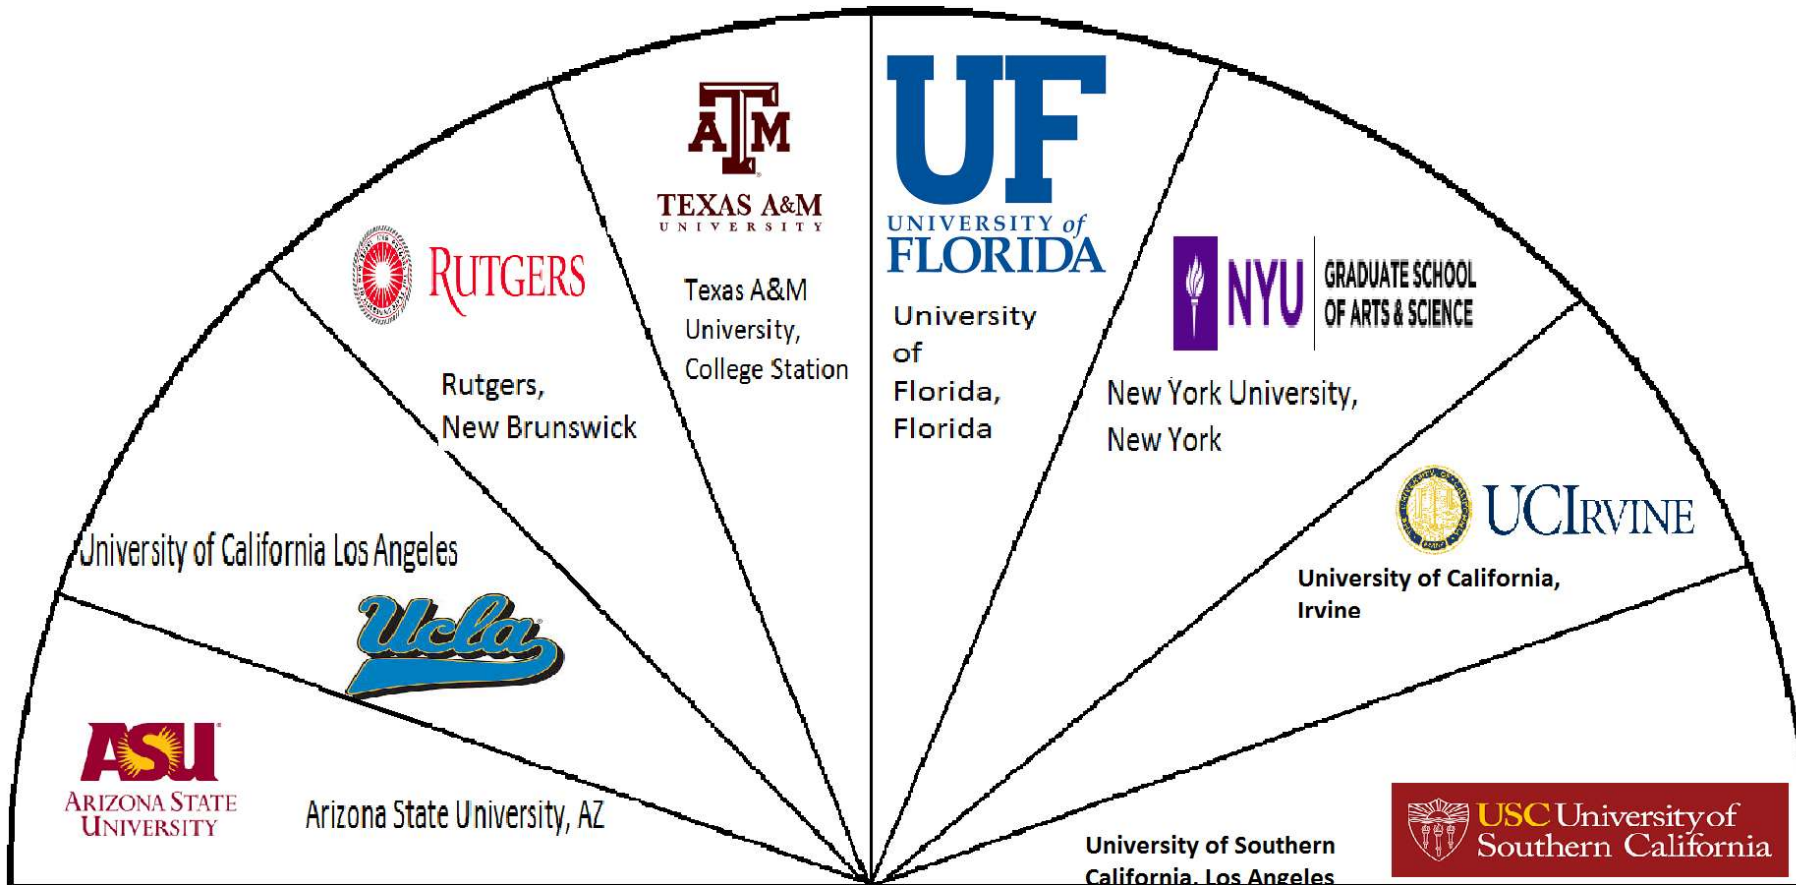 ASU
ARIZONA STATE
UNIVERSITY
Arizona State University, AZ
University of California Los Angeles
Ucla
RUTGERS
Rutgers,
New Brunswick
ATM
TEXAS A&M
UNIVERSITY
Texas A&M
University,
College Station
UF
UNIVERSITY of
FLORIDA
University
of
Florida,
Florida
NYU
GRADUATE SCHOOL
OF ARTS & SCIENCE
New York University,
New York
UCIRVINE
University of California,
Irvine
USC University of
Southern California
University of Southern
California, Los Angeles